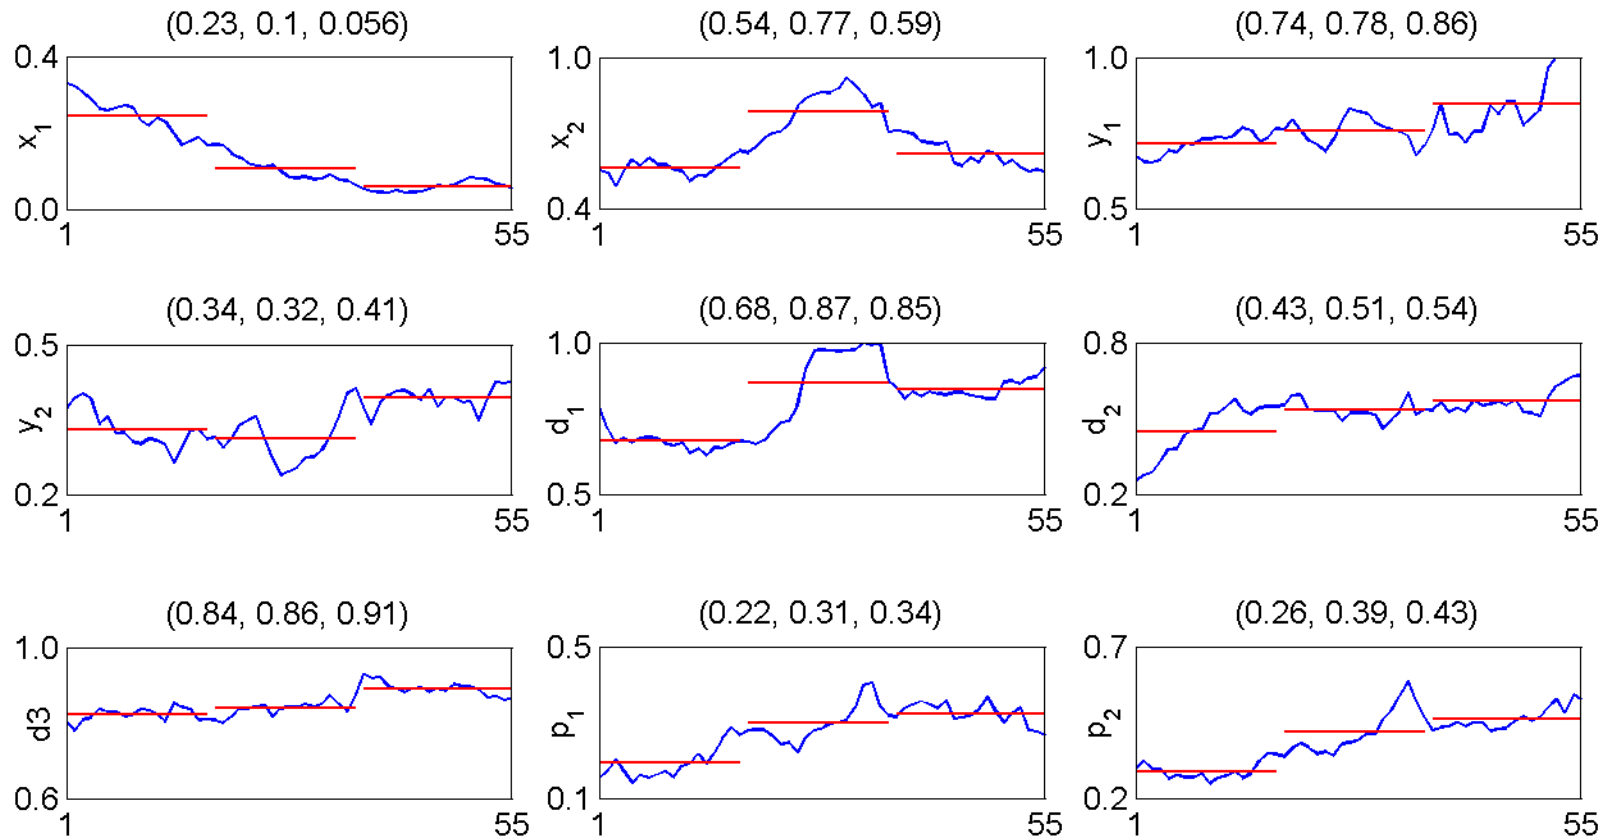 (0.23, 0.1, 0.056) (0.54, 0.77, 0.59) (0.74, 0.78, 0.86)
0.4 1.0 1.0
x1 x2 y1
0.0 0.4 0.5
1 55 1 55 1 55
(0.34, 0.32, 0.41) (0.68, 0.87, 0.85) (0.43, 0.51, 0.54)
0.5 1.0 0.8
y2 d1 d2
0.2 0.5 0.2
1 55 1 55 1 55
(0.84, 0.86, 0.91) (0.22, 0.31, 0.34) (0.26, 0.39, 0.43)
1.0 0.5 0.7
d3 p1 p2
0.6 0.1 0.2
1 55 1 55 1 55